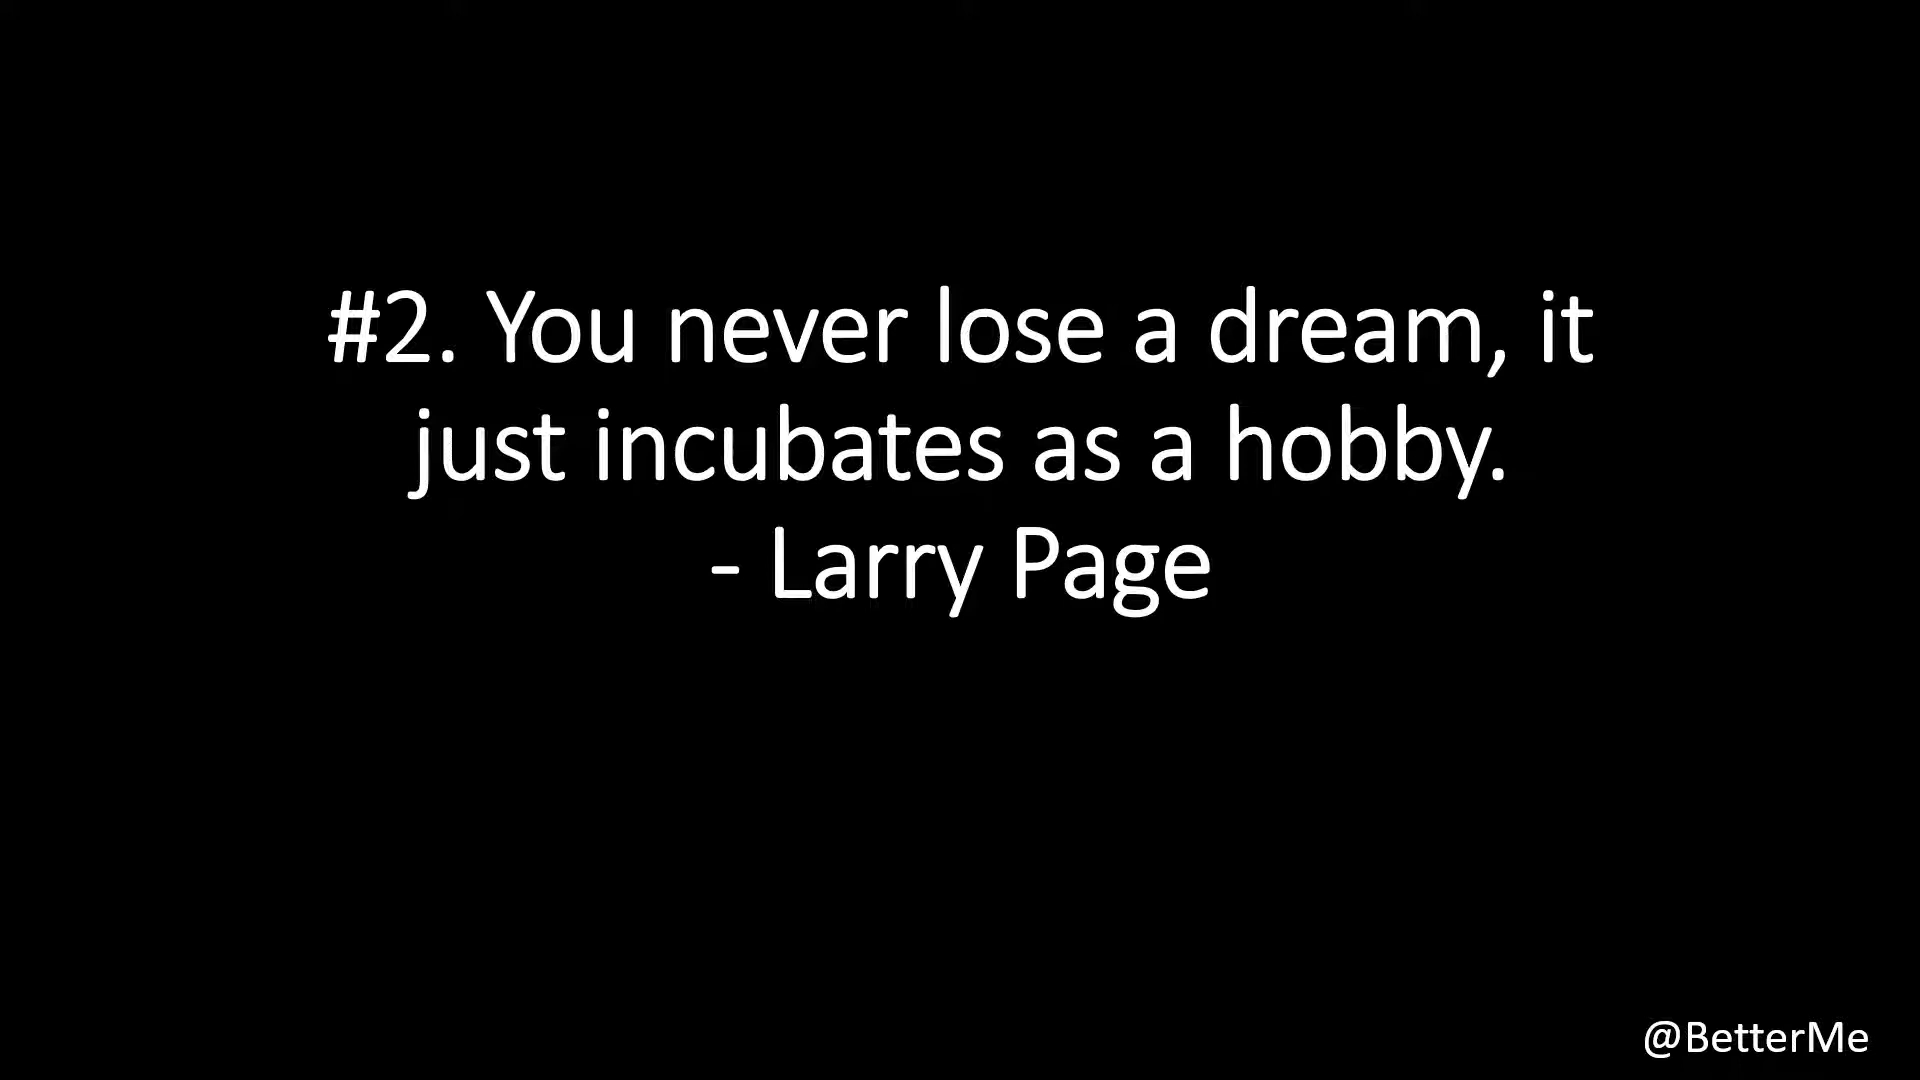 #2. You never lose a dream, it
just incubates as a hobby.
- Larry Page
@BetterMe